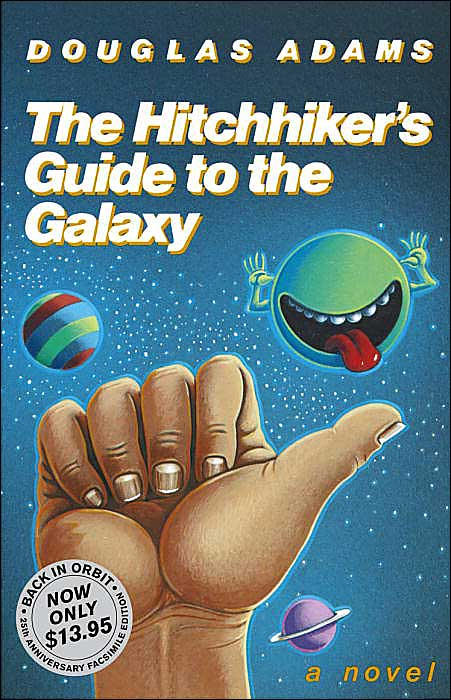 DOUGLAS ADAMS
The Hitchhiker's
Guide to the
Galaxy
• BACK IN ORBIT •
NOW
ONLY
$13.95
25th ANNIVERSARY FACSIMILE EDITION
a novel